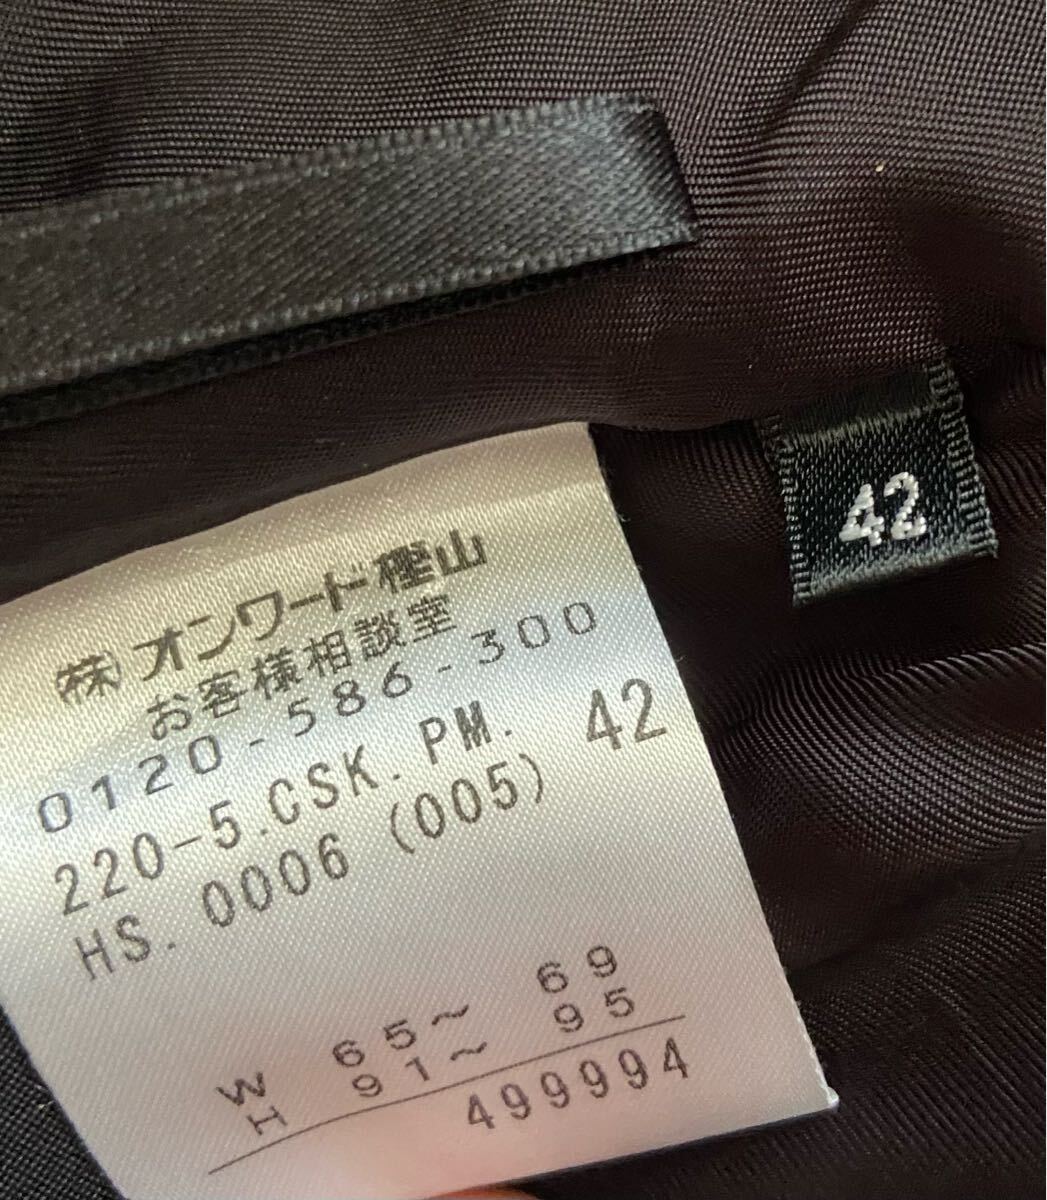 ㈱オンワード樫山
お客様相談室
0120-586-300
220-5.CSK.PM. 42
HS.0006(005)
W 65～ 69
H 91～ 95
499994
42